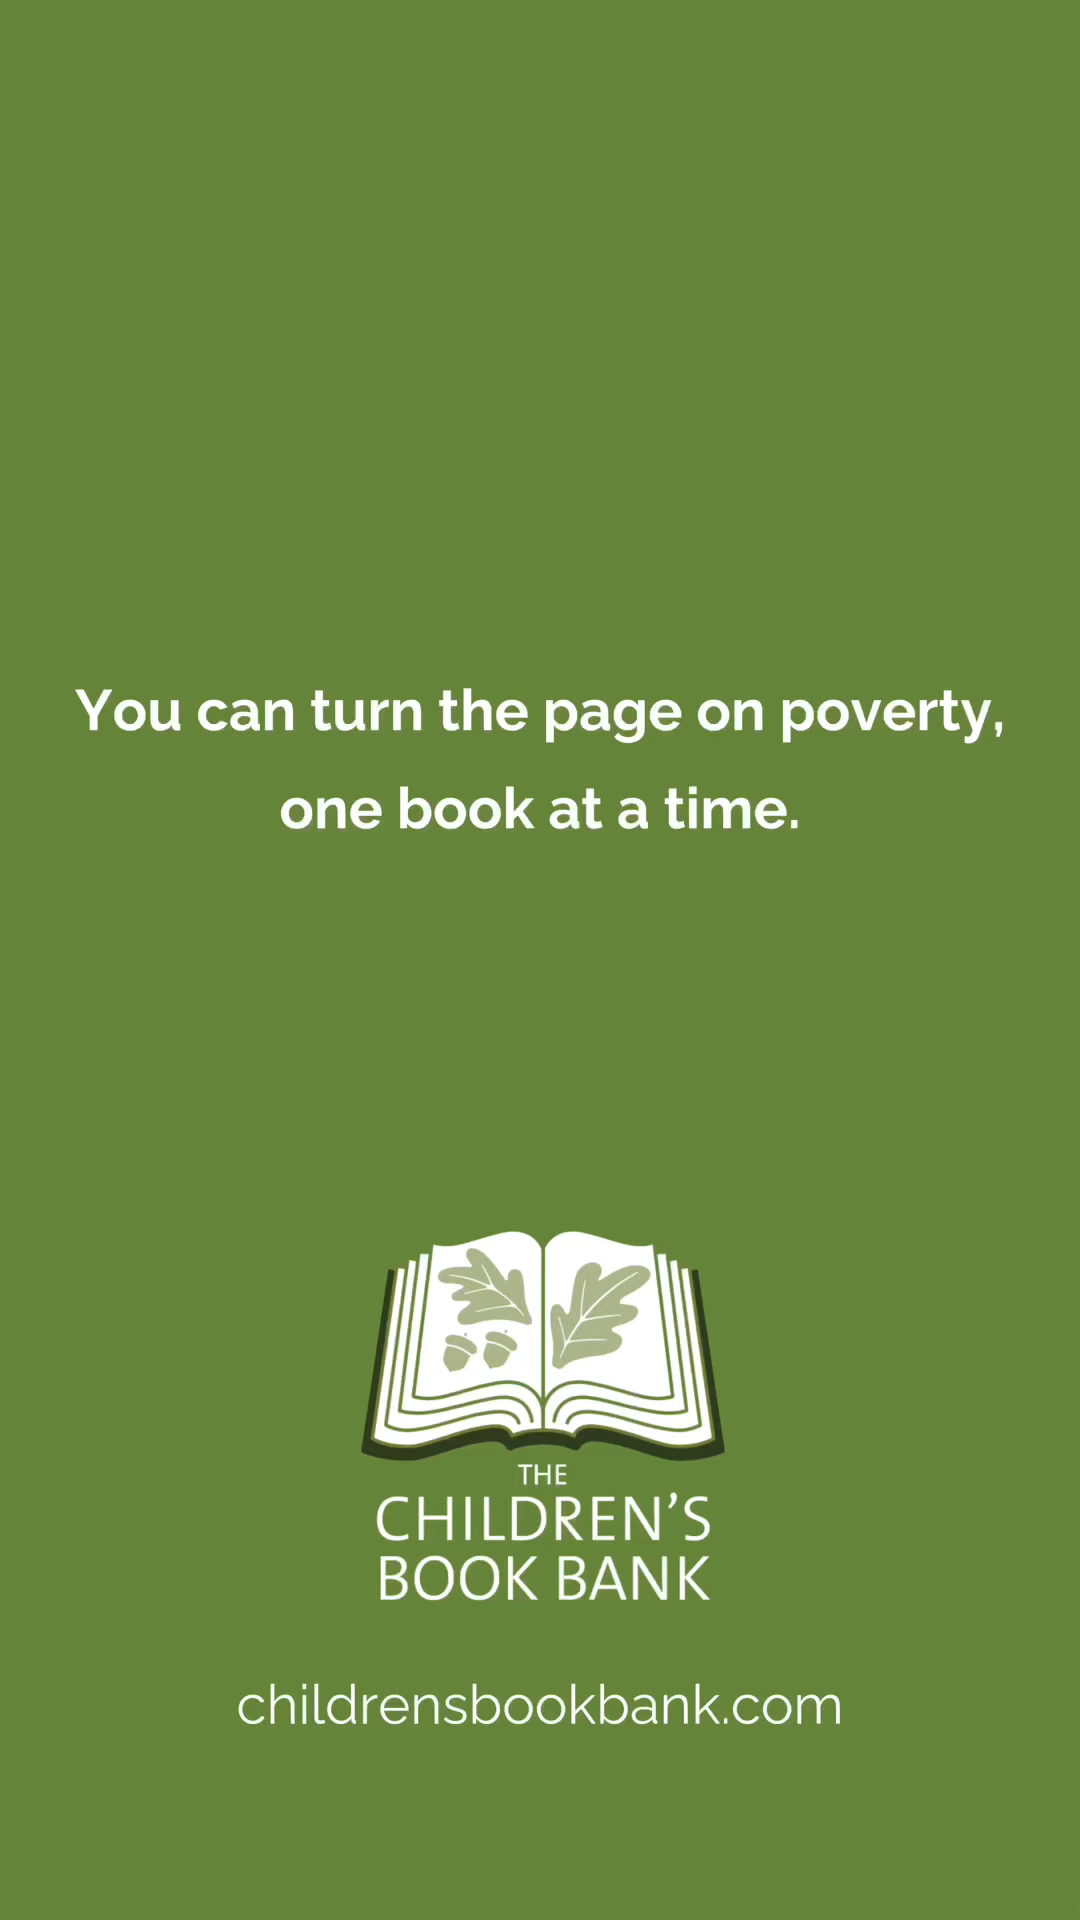 You can turn the page on poverty,
one book at a time.
THE
CHILDREN’S
BOOK BANK
childrensbookbank.com